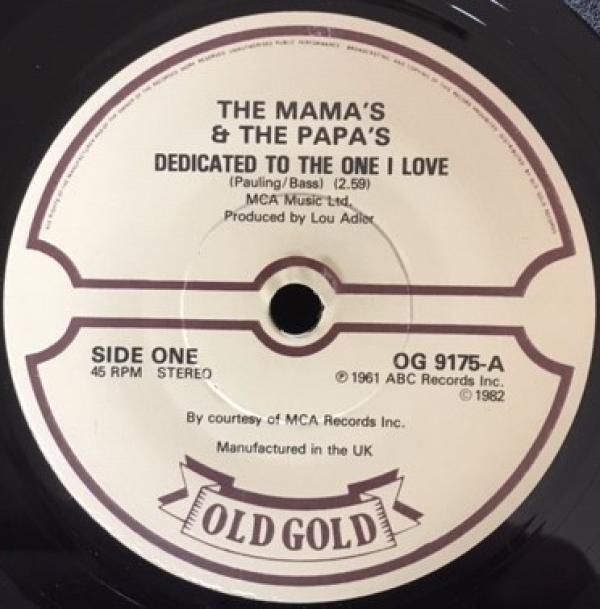 THE MAMA'S
& THE PAPA'S
DEDICATED TO THE ONE I LOVE
(Pauling/Bass) (2.59)
MCA Music Ltd.
Produced by Lou Adler
SIDE ONE
45 RPM STEREO
OG 9175-A
℗ 1961 ABC Records Inc.
© 1982
By courtesy of MCA Records Inc.
Manufactured in the UK
OLD GOLD